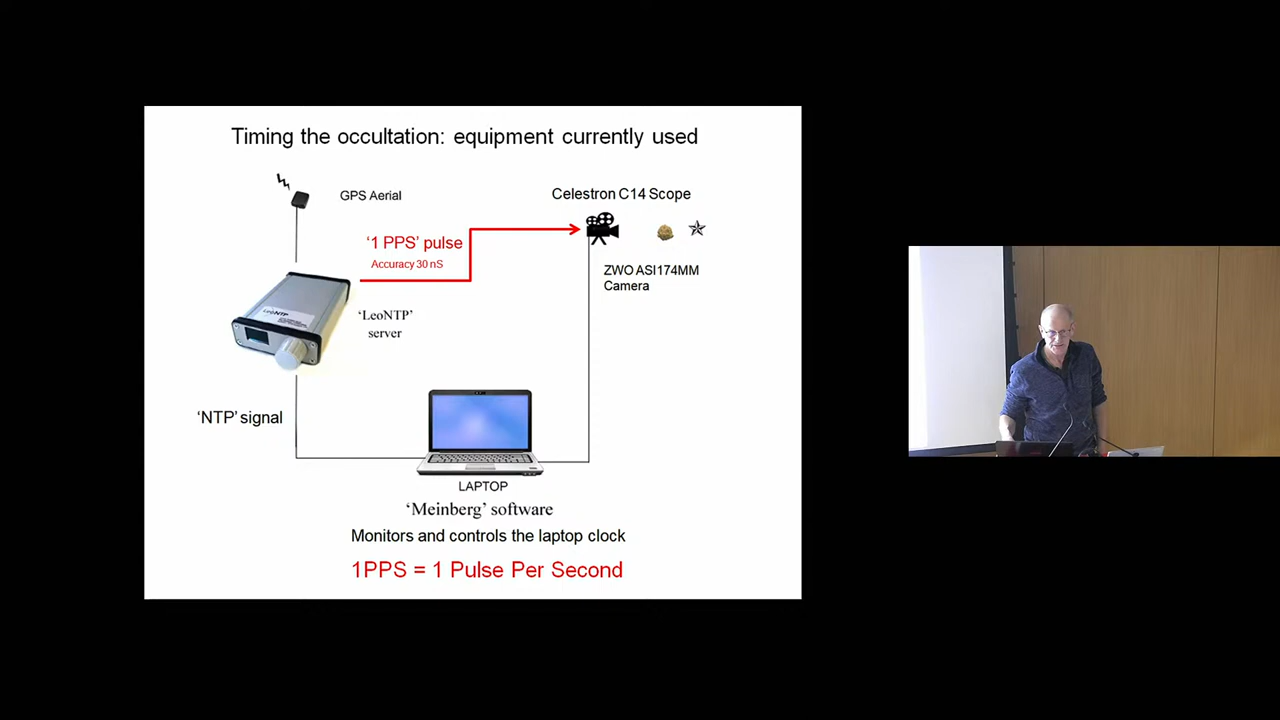 Timing the occultation: equipment currently used
GPS Aerial
Celestron C14 Scope
‘1 PPS’ pulse
Accuracy 30 nS
ZWO ASI174MM
Camera
LeoNTP
‘LeoNTP’
server
‘NTP’ signal
LAPTOP
‘Meinberg’ software
Monitors and controls the laptop clock
1PPS = 1 Pulse Per Second